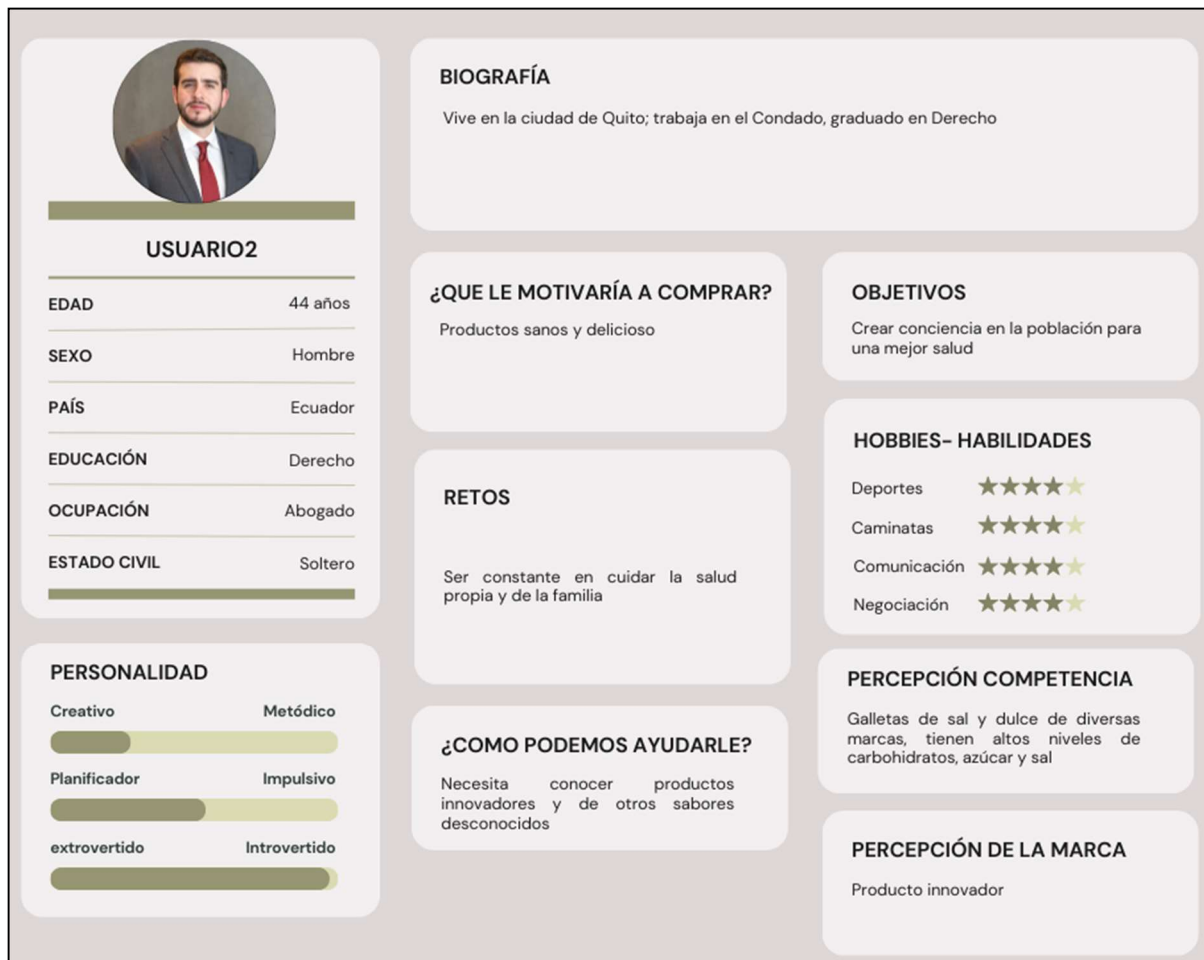 USUARIO2
EDAD 44 años
SEXO Hombre
PAÍS Ecuador
EDUCACIÓN Derecho
OCUPACIÓN Abogado
ESTADO CIVIL Soltero
PERSONALIDAD
Creativo Metódico
Planificador Impulsivo
extrovertido Introvertido
BIOGRAFÍA
Vive en la ciudad de Quito; trabaja en el Condado, graduado en Derecho
¿QUE LE MOTIVARÍA A COMPRAR?
Productos sanos y delicioso
RETOS
Ser constante en cuidar la salud
propia y de la familia
¿COMO PODEMOS AYUDARLE?
Necesita conocer productos
innovadores y de otros sabores
desconocidos
OBJETIVOS
Crear conciencia en la población para
una mejor salud
HOBBIES- HABILIDADES
Deportes
Caminatas
Comunicación
Negociación
PERCEPCIÓN COMPETENCIA
Galletas de sal y dulce de diversas
marcas, tienen altos niveles de
carbohidratos, azúcar y sal
PERCEPCIÓN DE LA MARCA
Producto innovador